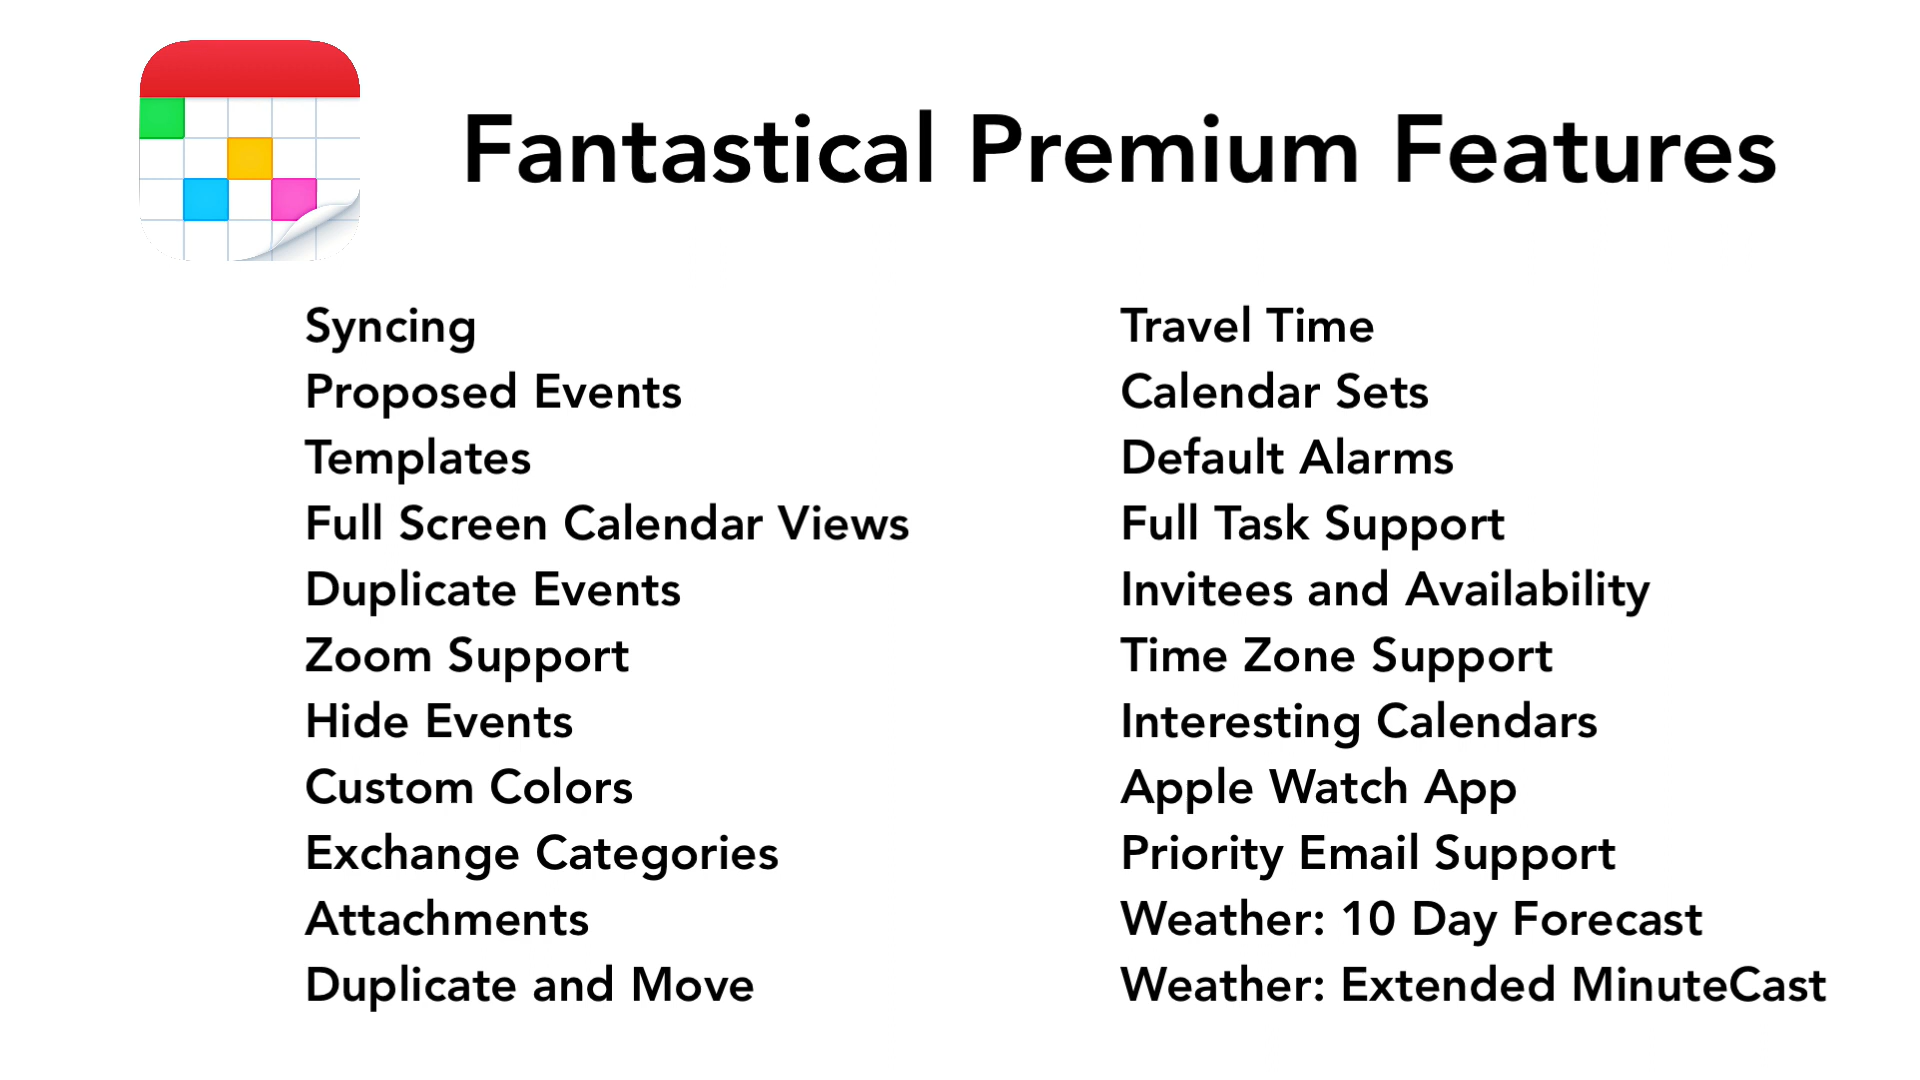 Fantastical Premium Features
Syncing
Proposed Events
Templates
Full Screen Calendar Views
Duplicate Events
Zoom Support
Hide Events
Custom Colors
Exchange Categories
Attachments
Duplicate and Move
Travel Time
Calendar Sets
Default Alarms
Full Task Support
Invitees and Availability
Time Zone Support
Interesting Calendars
Apple Watch App
Priority Email Support
Weather: 10 Day Forecast
Weather: Extended MinuteCast